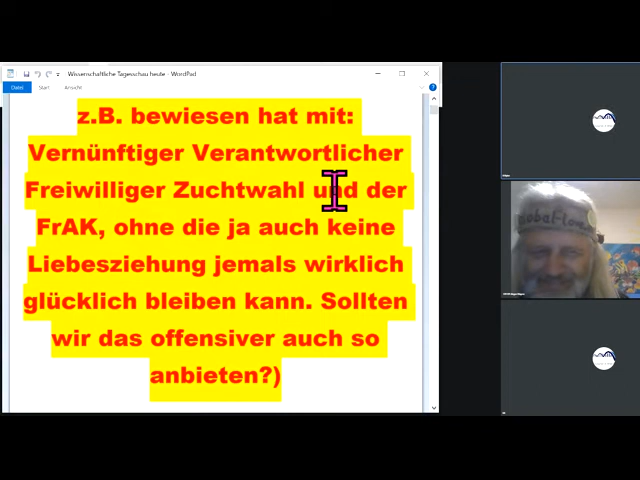 Wissenschaftliche Tagesschau heute - WordPad
Datei Start Ansicht
z.B. bewiesen hat mit:
Vernünftiger Verantwortlicher
Freiwilliger Zuchtwahl und der
FrAK, ohne die ja auch keine
Liebesziehung jemals wirklich
glücklich bleiben kann. Sollten
wir das offensiver auch so
anbieten?)